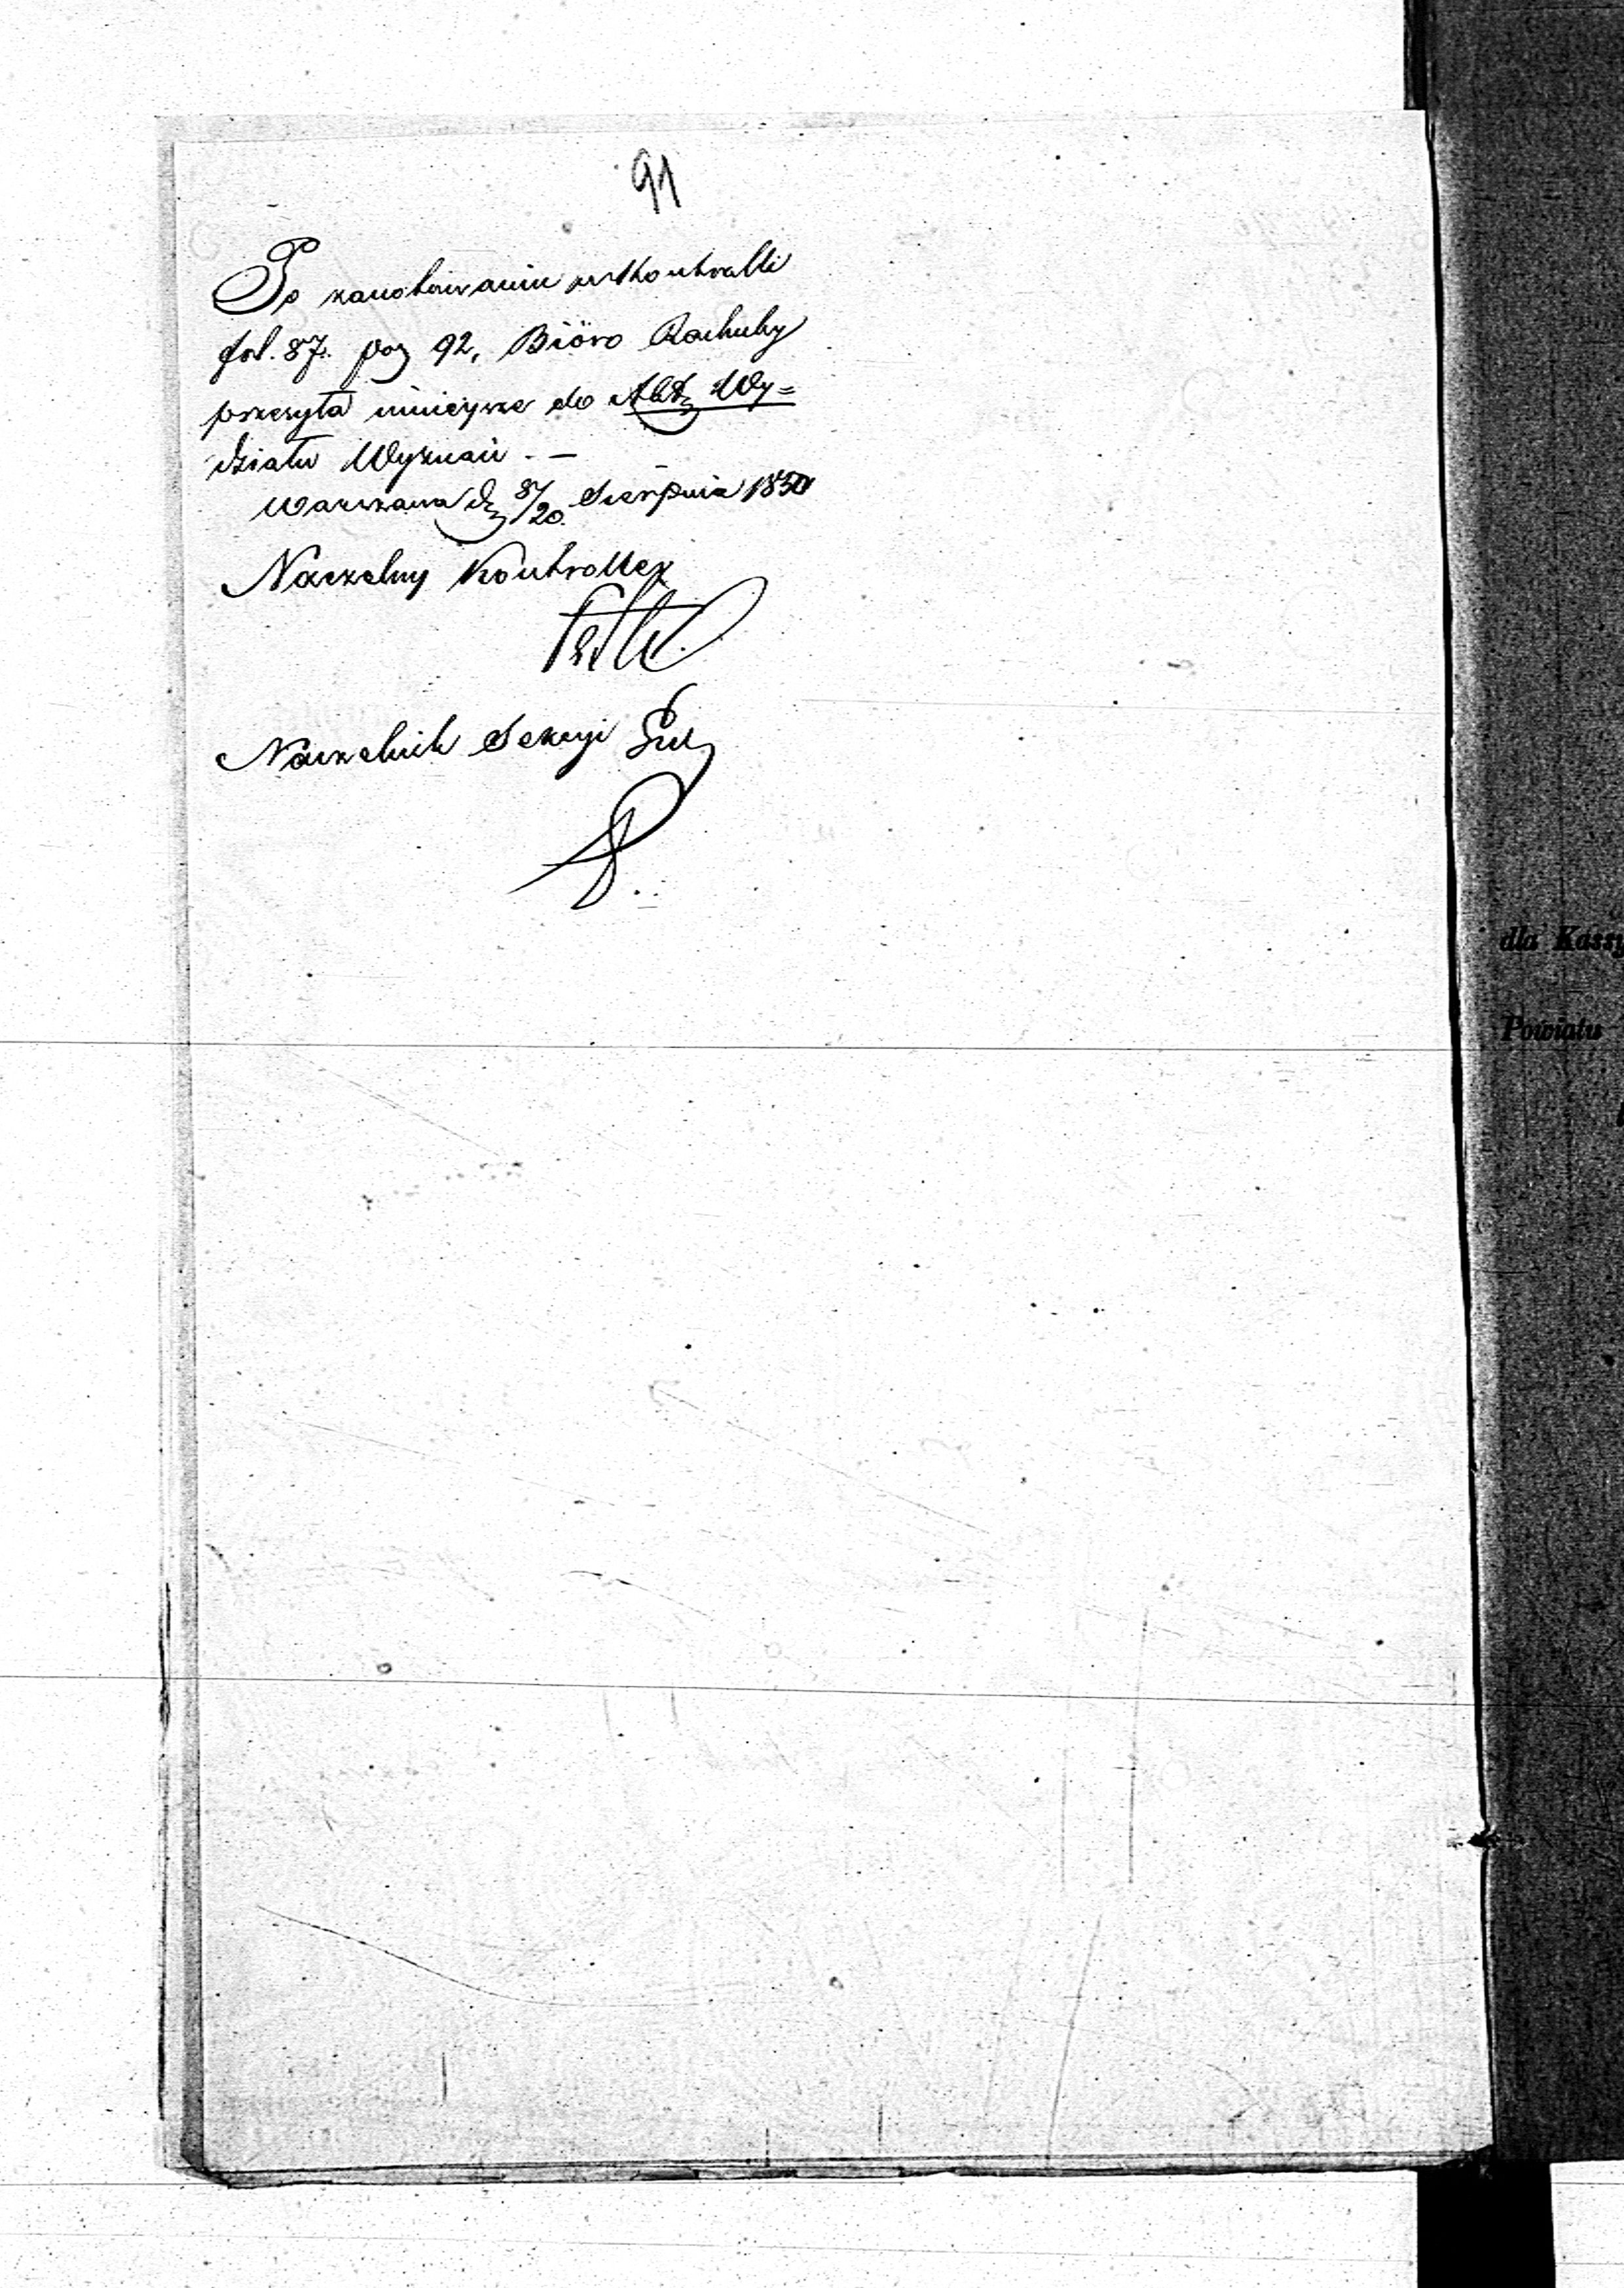 91
Po zanotowaniu w Kontrolli
fol. 87. poz 92, Bióro Rachuby
przesyła niniejsze do Akt Wy=
działu Wyznań . —
Warszawa d. 8/20 Sierpnia 1850
Naczelny Kontroller
Naczelnik Sekcyi
dla Kassy
Powiatu